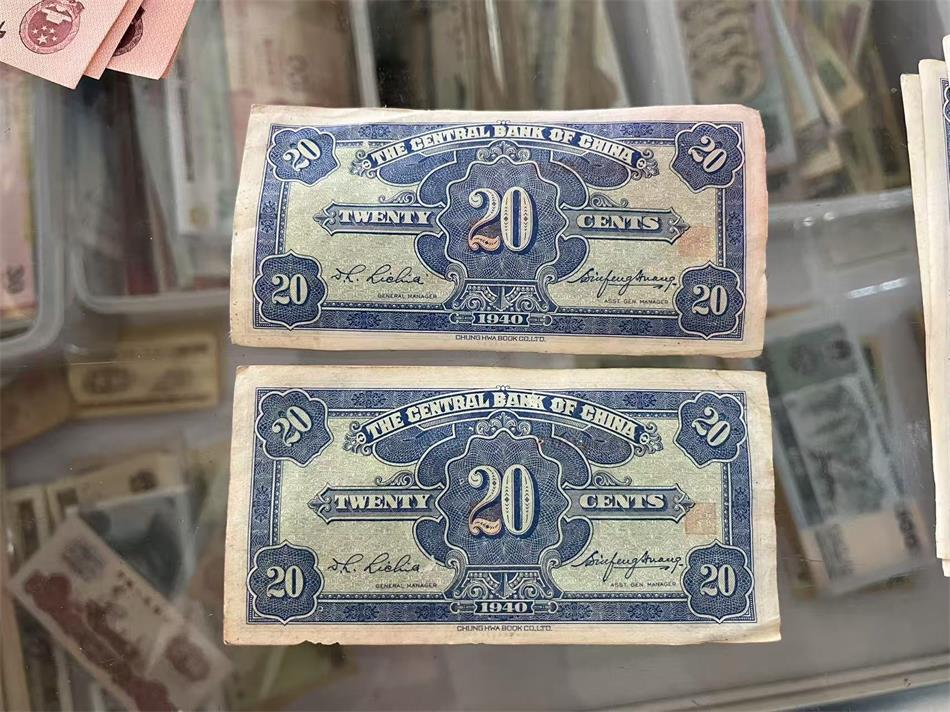 20 THE CENTRAL BANK OF CHINA 20
TWENTY 20 CENTS
20 GENERAL MANAGER ASST. GEN. MANAGER 20
1940
CHUNG HWA BOOK CO., LTD.
20 THE CENTRAL BANK OF CHINA 20
TWENTY 20 CENTS
20 GENERAL MANAGER ASST. GEN. MANAGER 20
1940
CHUNG HWA BOOK CO., LTD.